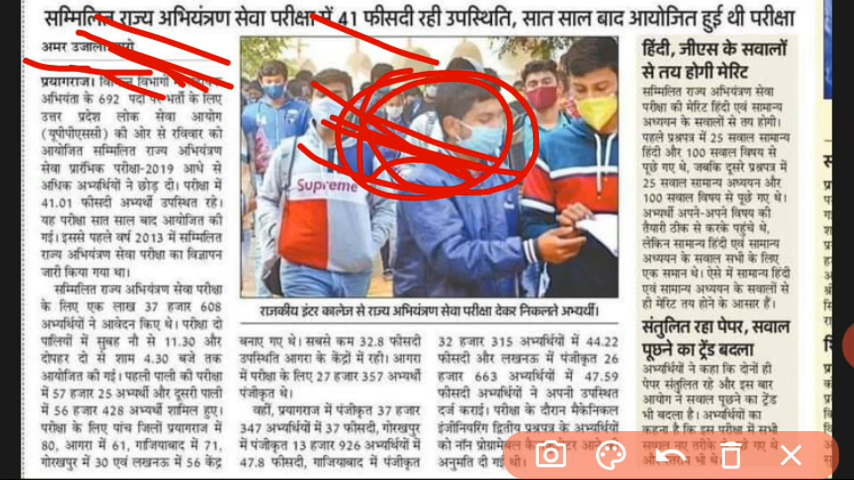 सम्मिलित राज्य अभियंत्रण सेवा परीक्षा में 41 फीसदी रही उपस्थिति, सात साल बाद आयोजित हुई थी परीक्षा
अमर उजाला
प्रयागराज।
अभियंता के 692 पदों पर भर्ती के लिए
उत्तर प्रदेश लोक सेवा आयोग
(यूपीपीएससी) की ओर से रविवार को
आयोजित सम्मिलित राज्य अभियंत्रण
सेवा प्रारंभिक परीक्षा-2019 आधे से
अधिक अभ्यर्थियों ने छोड़ दी। परीक्षा में
41.01 फीसदी अभ्यर्थी उपस्थित रहे।
यह परीक्षा सात साल बाद आयोजित की
गई। इससे पहले वर्ष 2013 में सम्मिलित
राज्य अभियंत्रण सेवा परीक्षा का विज्ञापन
जारी किया गया था।
सम्मिलित राज्य अभियंत्रण सेवा परीक्षा
के लिए एक लाख 37 हजार 608
अभ्यर्थियों ने आवेदन किए थे। परीक्षा दो
पालियों में सुबह नौ से 11.30 और
दोपहर दो से शाम 4.30 बजे तक
आयोजित की गई। पहली पाली की परीक्षा
में 57 हजार 25 अभ्यर्थी और दूसरी पाली
में 56 हजार 428 अभ्यर्थी शामिल हुए।
परीक्षा के लिए पांच जिलों प्रयागराज में
80, आगरा में 61, गाजियाबाद में 71,
गोरखपुर में 30 एवं लखनऊ में 56 केंद्र
Supreme
राजकीय इंटर कालेज से राज्य अभियंत्रण सेवा परीक्षा देकर निकलते अभ्यर्थी।
बनाए गए थे। सबसे कम 32.8 फीसदी
उपस्थिति आगरा के केंद्रों में रही। आगरा
में परीक्षा के लिए 27 हजार 357 अभ्यर्थी
पंजीकृत थे।
वहीं, प्रयागराज में पंजीकृत 37 हजार
347 अभ्यर्थियों में 37 फीसदी, गोरखपुर
में पंजीकृत 13 हजार 926 अभ्यर्थियों में
47.8 फीसदी, गाजियाबाद में पंजीकृत
32 हजार 315 अभ्यर्थियों में 44.22
फीसदी और लखनऊ में पंजीकृत 26
हजार 663 अभ्यर्थियों में 47.59
फीसदी अभ्यर्थियों ने अपनी उपस्थित
दर्ज कराई। परीक्षा के दौरान मैकेनिकल
इंजीनियरिंग द्वितीय प्रश्नपत्र के अभ्यर्थियों
को नॉन
अनुमति दी गई थी।
हिंदी, जीएस के सवालों
से तय होगी मेरिट
सम्मिलित राज्य अभियंत्रण सेवा
परीक्षा की मेरिट हिंदी एवं सामान्य
अध्ययन के सवालों से तय होगी।
पहले प्रश्नपत्र में 25 सवाल सामान्य
हिंदी और 100 सवाल विषय से
पूछे गए थे, जबकि दूसरे प्रश्नपत्र में
25 सवाल सामान्य अध्ययन और
100 सवाल विषय से पूछे गए थे।
अभ्यर्थी अपने-अपने विषय की
तैयारी ठीक से करके पहुंचे थे,
लेकिन सामान्य हिंदी एवं सामान्य
अध्ययन के सवाल सभी के लिए
एक समान थे। ऐसे में सामान्य हिंदी
एवं सामान्य अध्ययन के सवालों से
ही मेरिट तय होने के आसार हैं।
संतुलित रहा पेपर, सवाल
पूछने का ट्रेंड बदला
अभ्यर्थियों ने कहा कि दोनों ही
पेपर संतुलित रहे और इस बार
आयोग ने सवाल पूछने का ट्रेंड
भी बदला है। अभ्यर्थियों का
कहना है कि इस परीक्षा में सभी